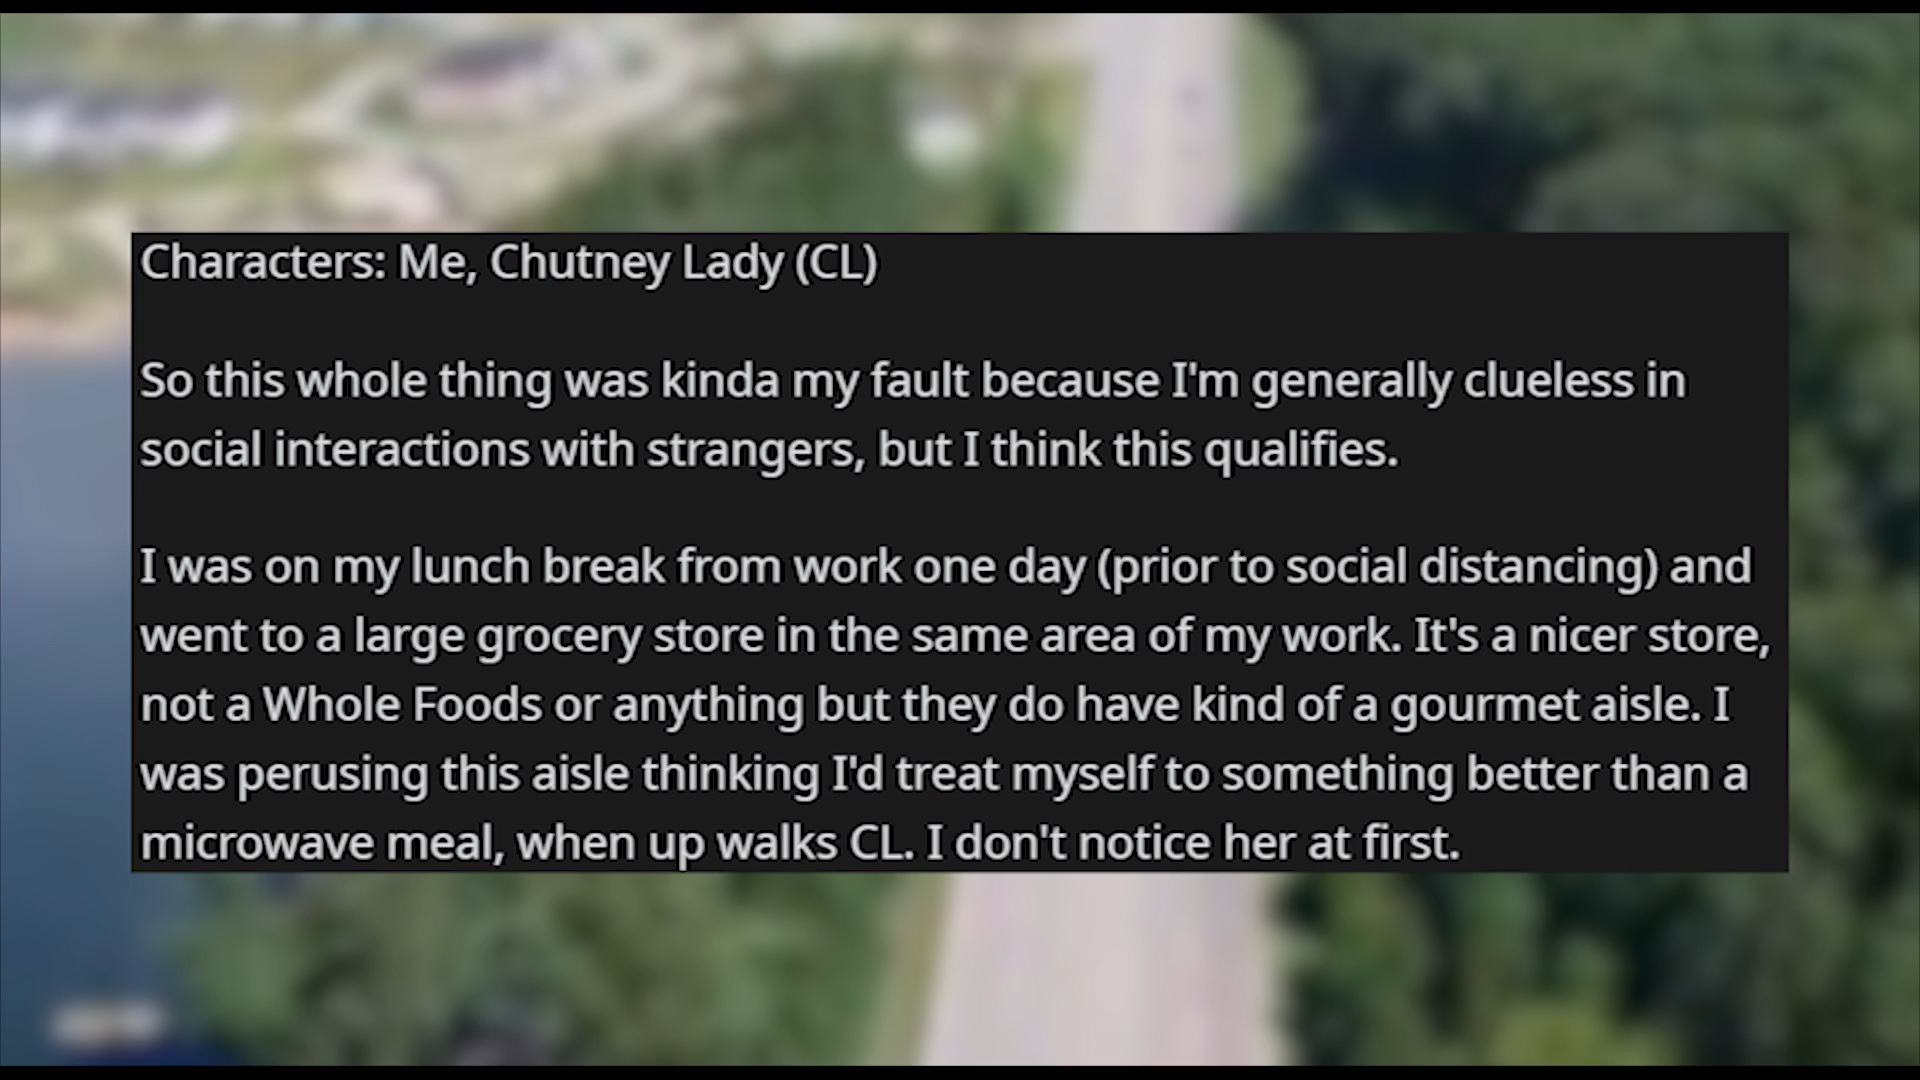 Characters: Me, Chutney Lady (CL)
So this whole thing was kinda my fault because I'm generally clueless in
social interactions with strangers, but I think this qualifies.
I was on my lunch break from work one day (prior to social distancing) and
went to a large grocery store in the same area of my work. It's a nicer store,
not a Whole Foods or anything but they do have kind of a gourmet aisle. I
was perusing this aisle thinking I'd treat myself to something better than a
microwave meal, when up walks CL. I don't notice her at first.